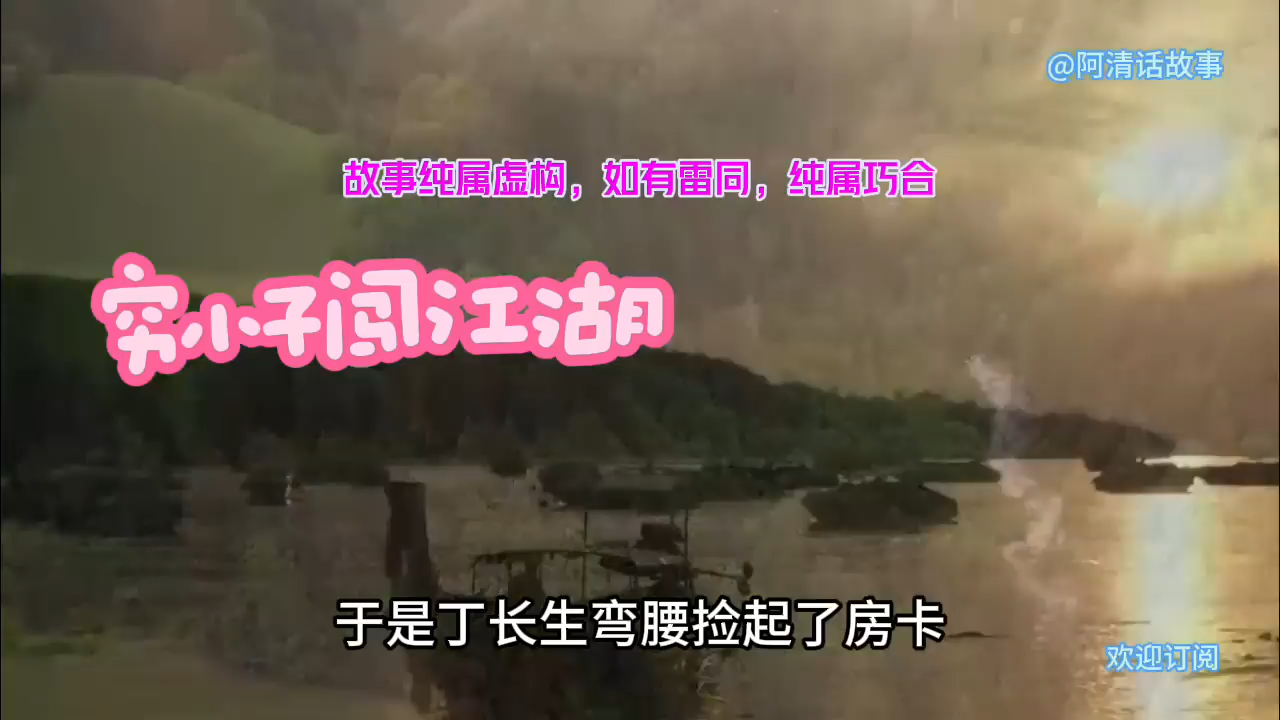 @阿清话故事
故事纯属虚构，如有雷同，纯属巧合
穷小子闯江湖
于是丁长生弯腰捡起了房卡
欢迎订阅